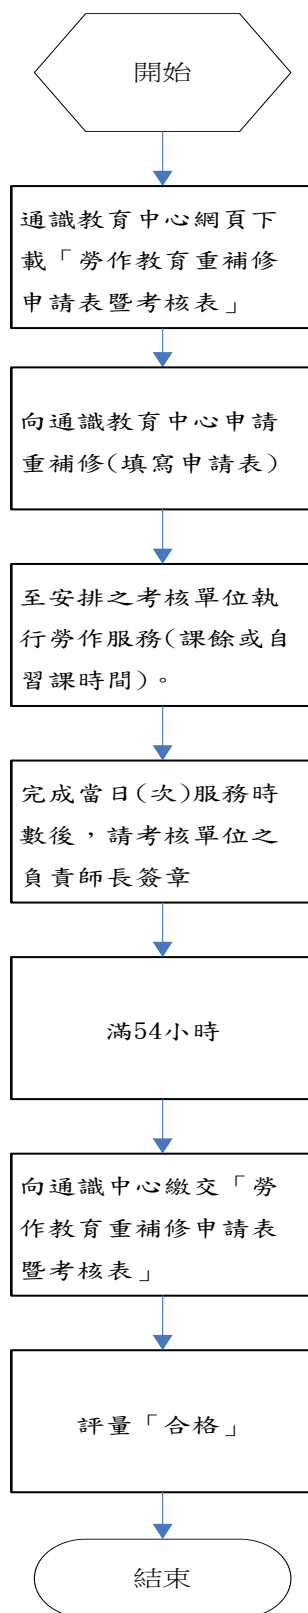 開始
通識教育中心網頁下
載「勞作教育重補修
申請表暨考核表」
向通識教育中心申請
重補修(填寫申請表)
至安排之考核單位執
行勞作服務(課餘或自
習課時間)。
完成當日(次)服務時
數後,請考核單位之
負責師長簽章
滿54小時
向通識中心繳交「勞
作教育重補修申請表
暨考核表」
評量「合格」
結束